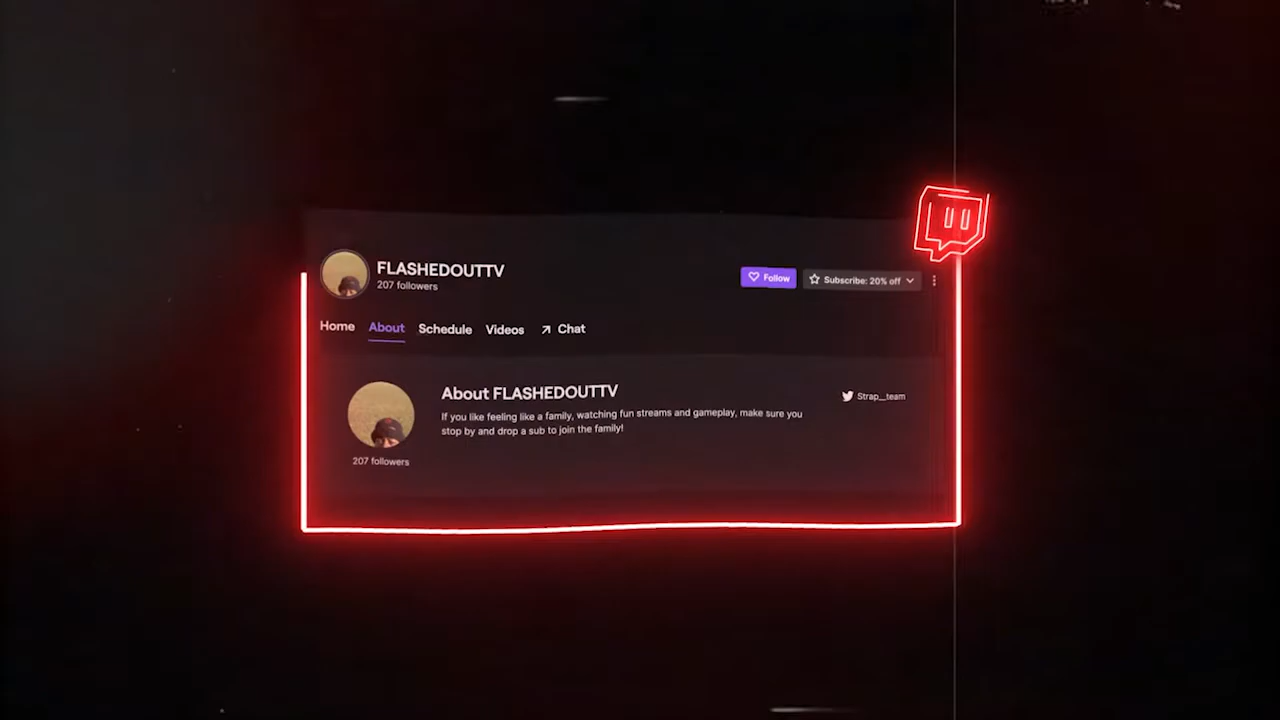 FLASHEDOUTTV
207 followers
Follow
Subscribe: 20% off
Home About Schedule Videos Chat
About FLASHEDOUTTV
Strap__team
If you like feeling like a family, watching fun streams and gameplay, make sure you
stop by and drop a sub to join the family!
207 followers